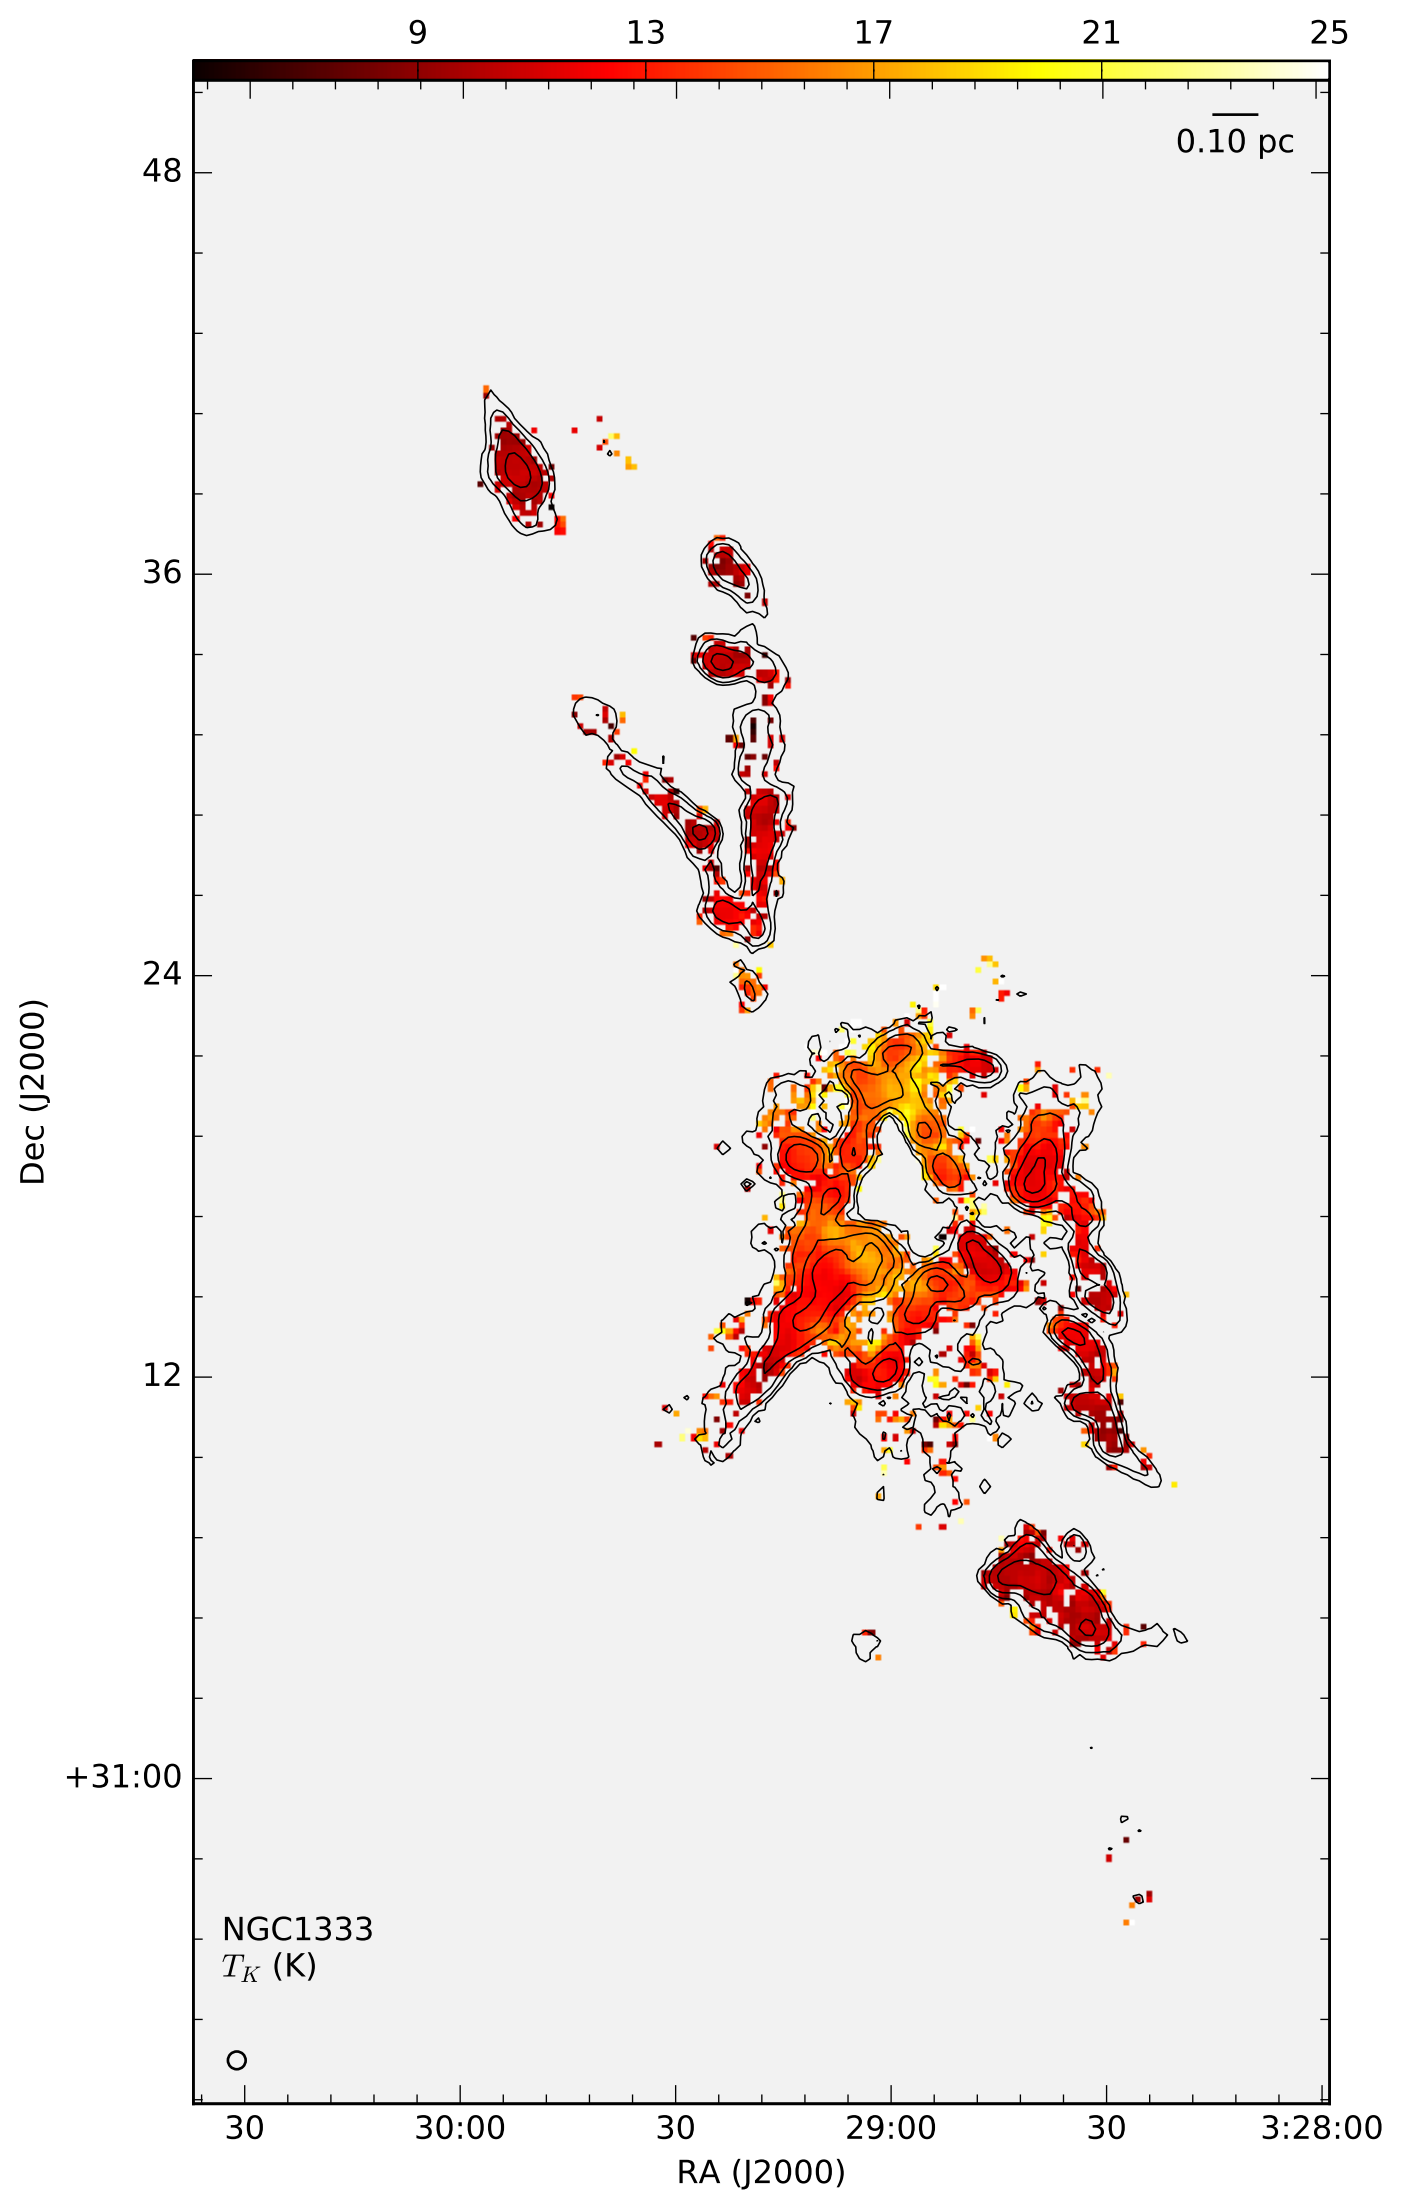 9 13 17 21 25
0.10 pc
48
36
24
12
+31:00
Dec (J2000)
NGC1333
T_K (K)
30 30:00 30 29:00 30 3:28:00
RA (J2000)